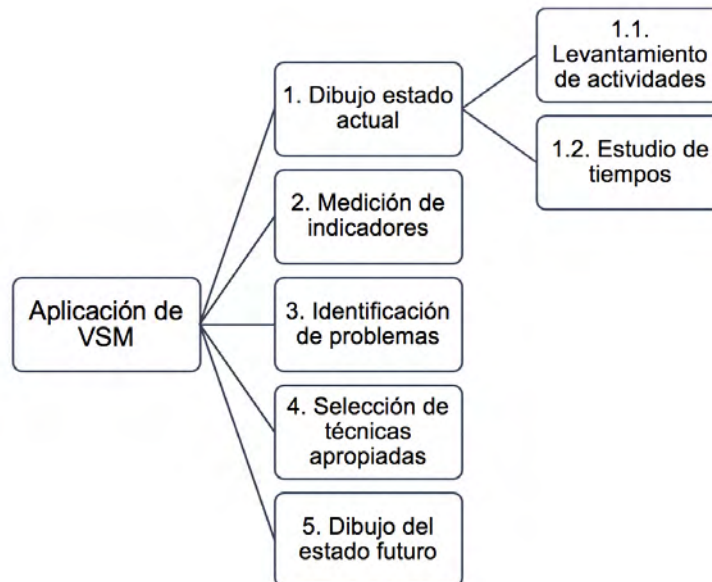 Aplicación de
VSM
1. Dibujo estado
actual
1.1.
Levantamiento
de actividades
1.2. Estudio de
tiempos
2. Medición de
indicadores
3. Identificación
de problemas
4. Selección de
técnicas
apropiadas
5. Dibujo del
estado futuro